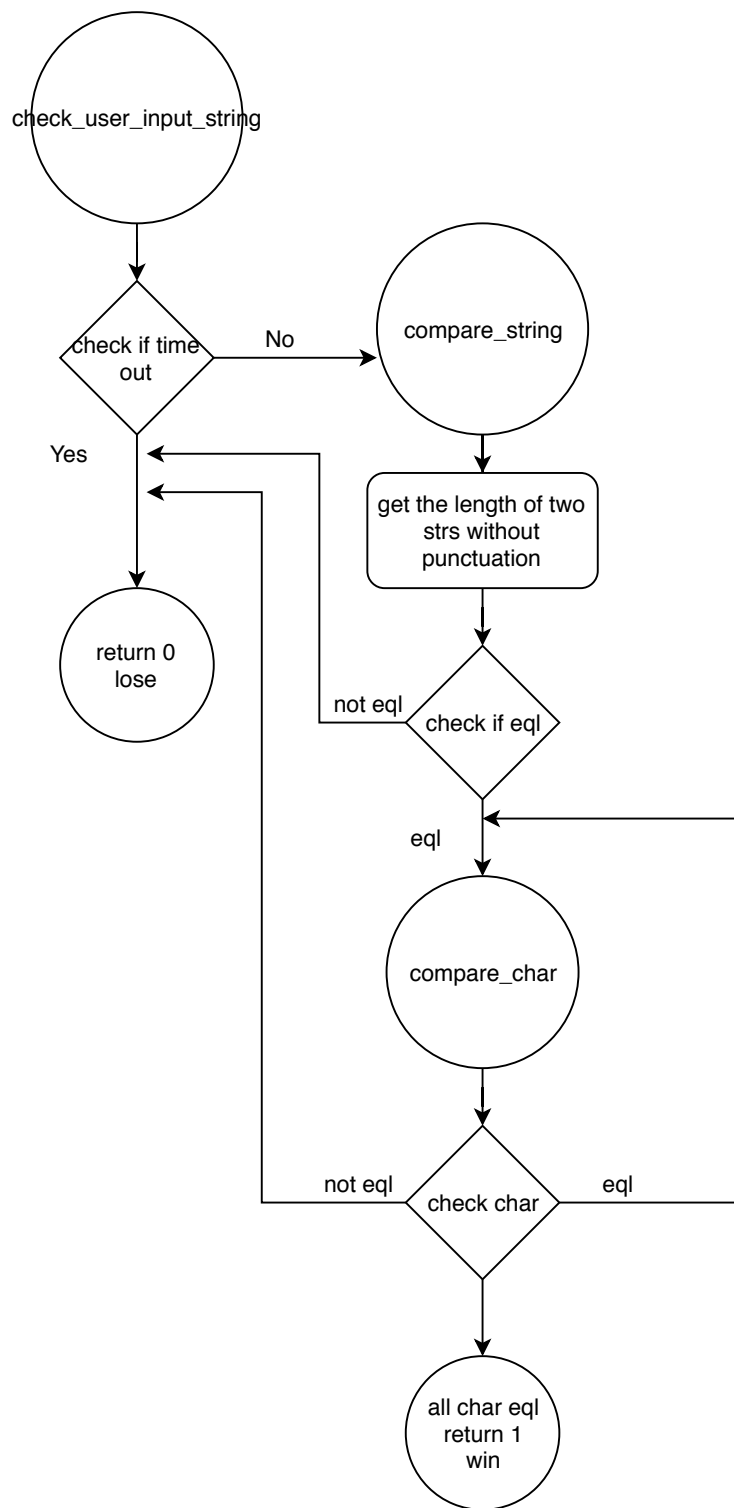 check_user_input_string
check if time
out
No
compare_string
Yes
get the length of two
strs without
punctuation
return 0
lose
not eql
check if eql
eql
compare_char
not eql
check char
eql
all char eql
return 1
win